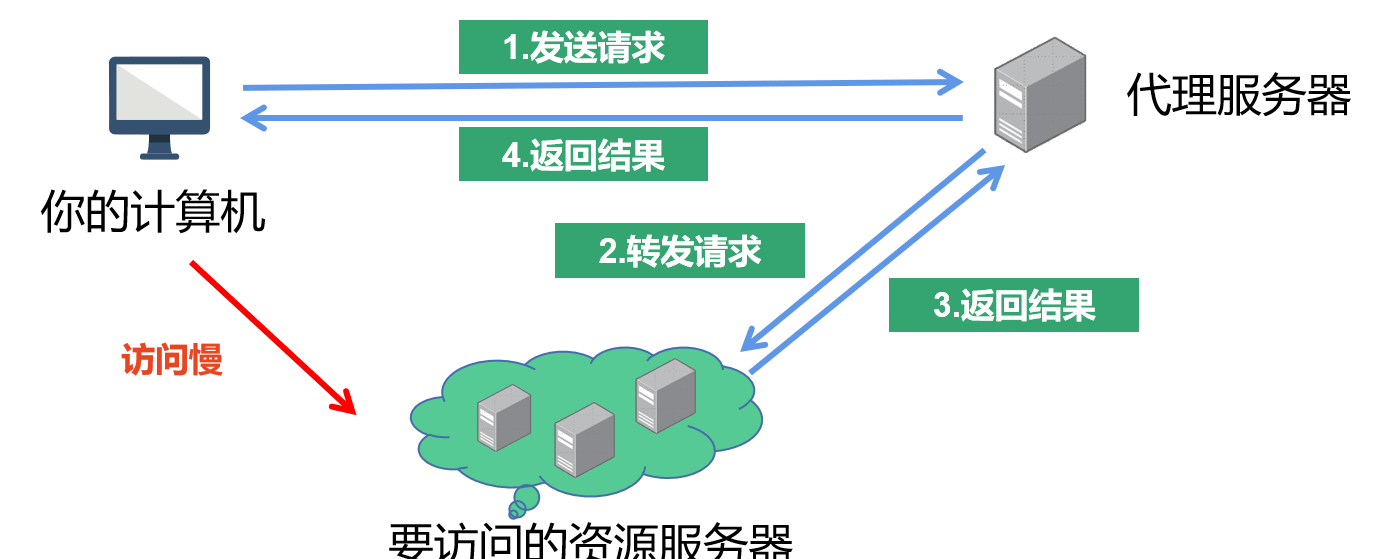 1.发送请求
代理服务器
4.返回结果
你的计算机
2.转发请求
3.返回结果
访问慢
要访问的资源服务器